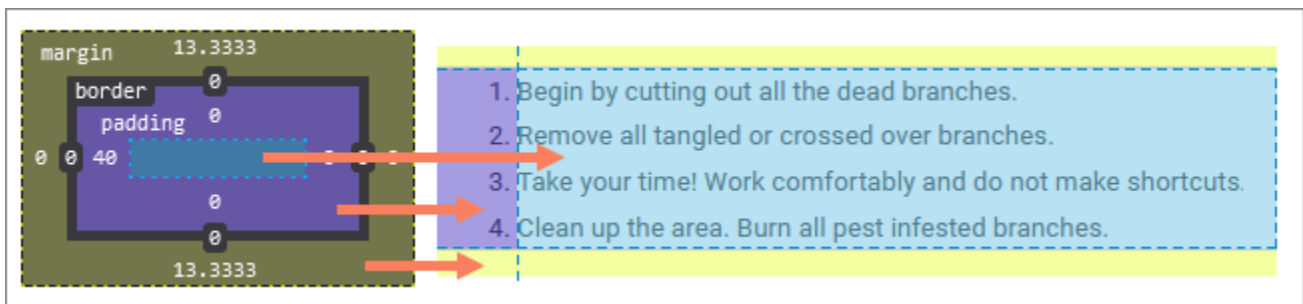 margin 13.3333
border 0
padding 0
0 0 40
0
0
13.3333
1. Begin by cutting out all the dead branches.
2. Remove all tangled or crossed over branches.
3. Take your time! Work comfortably and do not make shortcuts.
4. Clean up the area. Burn all pest infested branches.